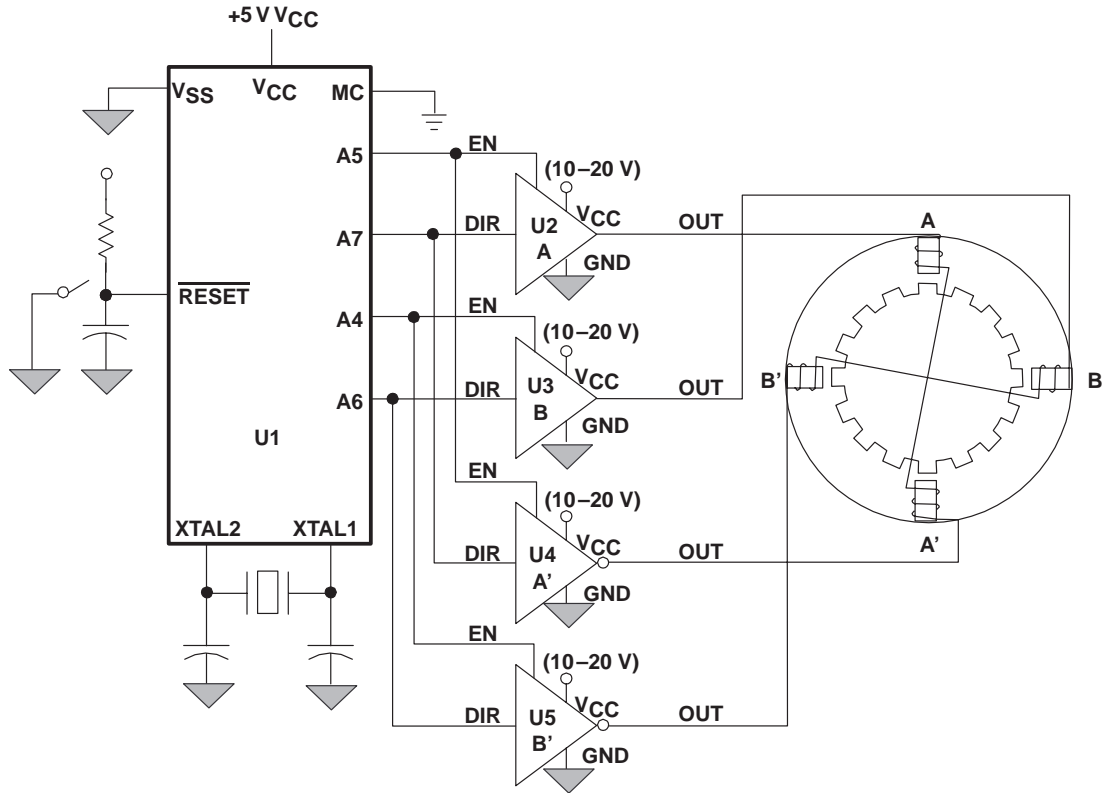 +5 V VCC
VSS
VCC
MC
A5
EN
(10–20 V)
VCC
U2
A
A7
DIR
OUT
GND
A
RESET
A4
EN
(10–20 V)
VCC
U3
B
A6
DIR
OUT
GND
B'
B
U1
EN
(10–20 V)
VCC
U4
A'
DIR
OUT
GND
A'
XTAL2
XTAL1
EN
(10–20 V)
VCC
U5
B'
DIR
OUT
GND